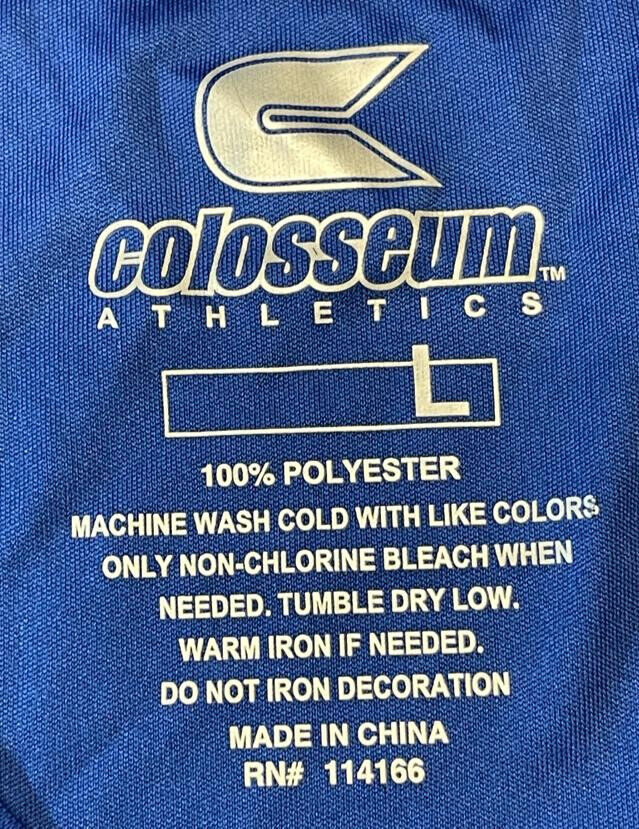 colosseum™
ATHLETICS
L
100% POLYESTER
MACHINE WASH COLD WITH LIKE COLORS
ONLY NON-CHLORINE BLEACH WHEN
NEEDED. TUMBLE DRY LOW.
WARM IRON IF NEEDED.
DO NOT IRON DECORATION
MADE IN CHINA
RN# 114166